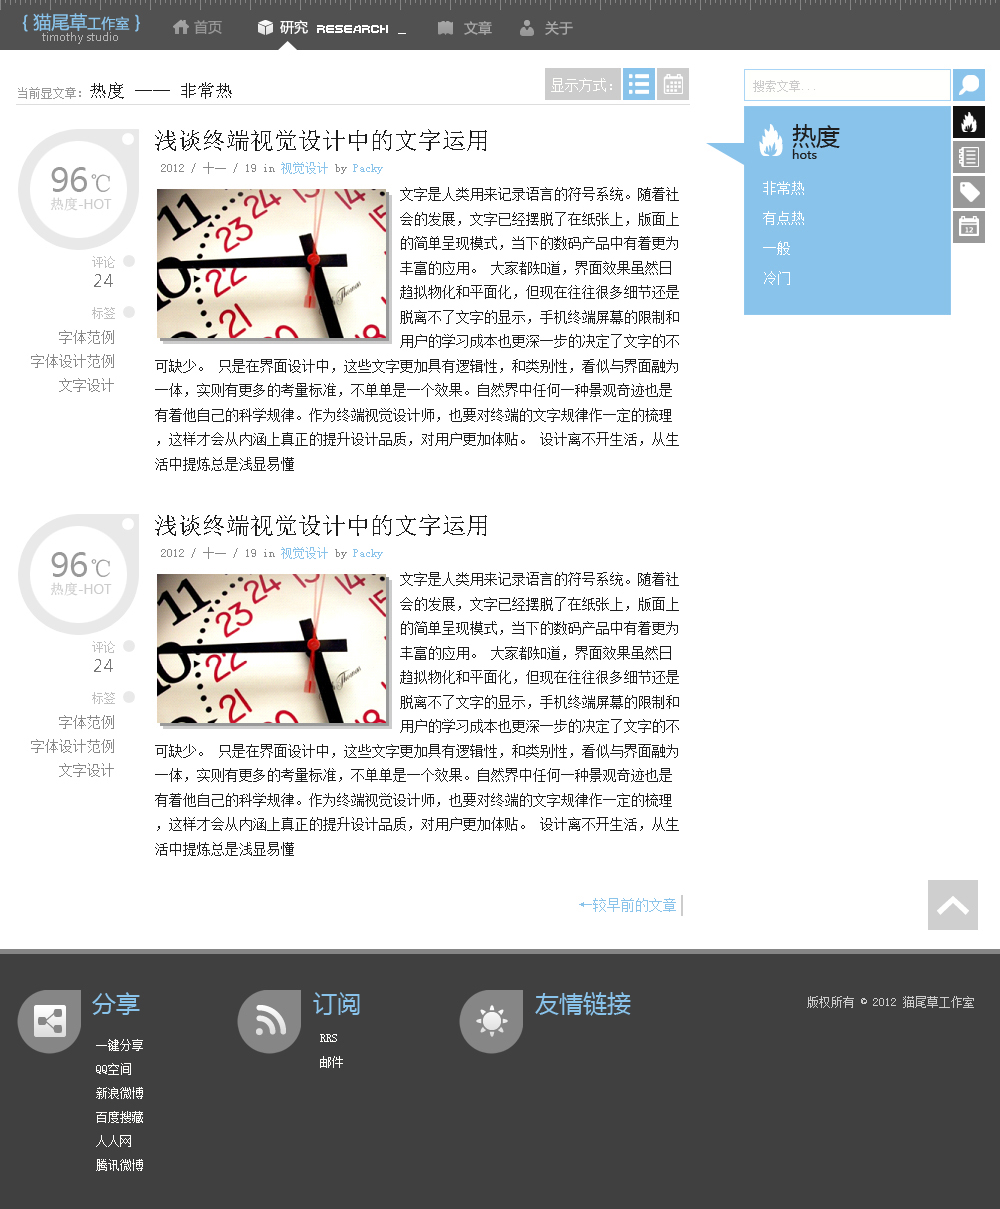 { 猫尾草工作室 }
timothy studio
首页
研究 RESEARCH _
文章
关于
当前显文章：热度 —— 非常热
显示方式：
搜索文章...
热度
hots
非常热
有点热
一般
冷门
12
96℃
热度-HOT
评论
24
标签
字体范例
字体设计范例
文字设计
浅谈终端视觉设计中的文字运用
2012 / 十一 / 19 in 视觉设计 by Packy
文字是人类用来记录语言的符号系统。随着社
会的发展，文字已经摆脱了在纸张上，版面上
的简单呈现模式，当下的数码产品中有着更为
丰富的应用。 大家都知道，界面效果虽然日
趋拟物化和平面化，但现在往往很多细节还是
脱离不了文字的显示，手机终端屏幕的限制和
用户的学习成本也更深一步的决定了文字的不
可缺少。 只是在界面设计中，这些文字更加具有逻辑性，和类别性，看似与界面融为
一体，实则有更多的考量标准，不单单是一个效果。自然界中任何一种景观奇迹也是
有着他自己的科学规律。作为终端视觉设计师，也要对终端的文字规律作一定的梳理
，这样才会从内涵上真正的提升设计品质，对用户更加体贴。 设计离不开生活，从生
活中提炼总是浅显易懂
96℃
热度-HOT
评论
24
标签
字体范例
字体设计范例
文字设计
浅谈终端视觉设计中的文字运用
2012 / 十一 / 19 in 视觉设计 by Packy
文字是人类用来记录语言的符号系统。随着社
会的发展，文字已经摆脱了在纸张上，版面上
的简单呈现模式，当下的数码产品中有着更为
丰富的应用。 大家都知道，界面效果虽然日
趋拟物化和平面化，但现在往往很多细节还是
脱离不了文字的显示，手机终端屏幕的限制和
用户的学习成本也更深一步的决定了文字的不
可缺少。 只是在界面设计中，这些文字更加具有逻辑性，和类别性，看似与界面融为
一体，实则有更多的考量标准，不单单是一个效果。自然界中任何一种景观奇迹也是
有着他自己的科学规律。作为终端视觉设计师，也要对终端的文字规律作一定的梳理
，这样才会从内涵上真正的提升设计品质，对用户更加体贴。 设计离不开生活，从生
活中提炼总是浅显易懂
←较早前的文章
分享
一键分享
QQ空间
新浪微博
百度搜藏
人人网
腾讯微博
订阅
RRS
邮件
友情链接
版权所有 © 2012 猫尾草工作室